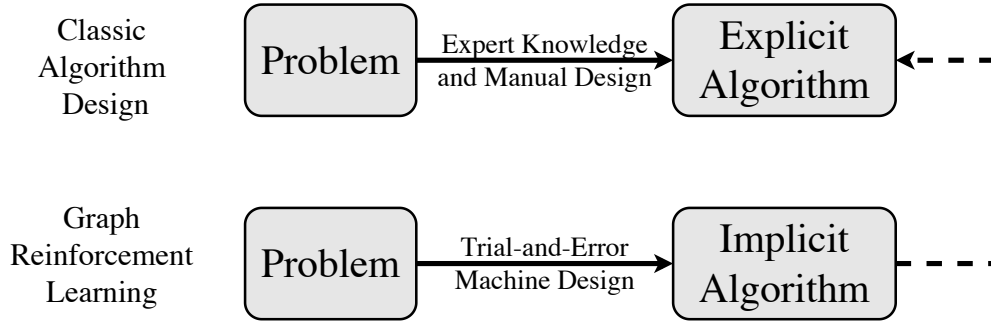 Classic
Algorithm
Design
Problem
Expert Knowledge
and Manual Design
Explicit
Algorithm
Graph
Reinforcement
Learning
Problem
Trial-and-Error
Machine Design
Implicit
Algorithm